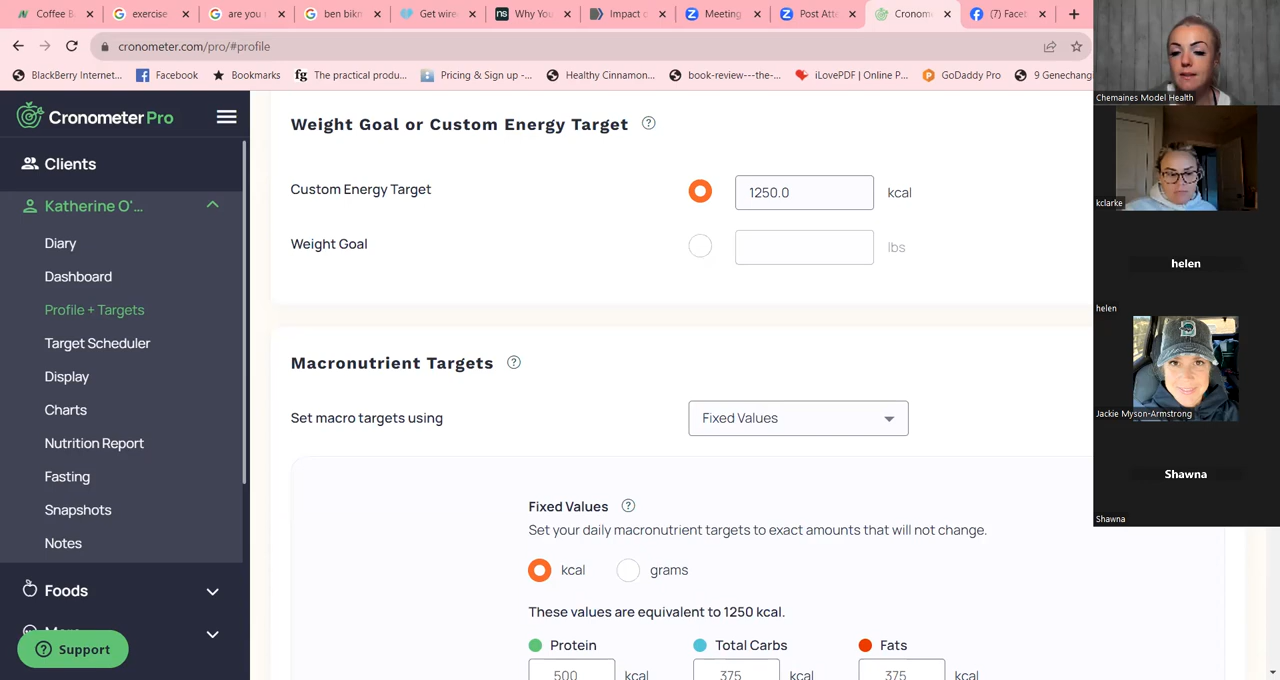 Coffee B
exercise
are you
ben bikm
Get wire
Why You
Impact o
Meeting
Post Att
Cronom
(7) Face
cronometer.com/pro/#profile
BlackBerry Internet...
Facebook
Bookmarks
The practical produ...
Pricing & Sign up -...
Healthy Cinnamon...
book-review---the-...
iLovePDF | Online P...
GoDaddy Pro
9 Genechang
Cronometer Pro
Clients
Katherine O'...
Diary
Dashboard
Profile + Targets
Target Scheduler
Display
Charts
Nutrition Report
Fasting
Snapshots
Notes
Foods
Support
Weight Goal or Custom Energy Target
Custom Energy Target
1250.0 kcal
Weight Goal
lbs
Macronutrient Targets
Set macro targets using
Fixed Values
Fixed Values
Set your daily macronutrient targets to exact amounts that will not change.
kcal grams
These values are equivalent to 1250 kcal.
Protein Total Carbs Fats
500 kcal 375 kcal 375 kcal
Chemaines Model Health
kclarke
helen
helen
Jackie Myson-Armstrong
Shawna
Shawna